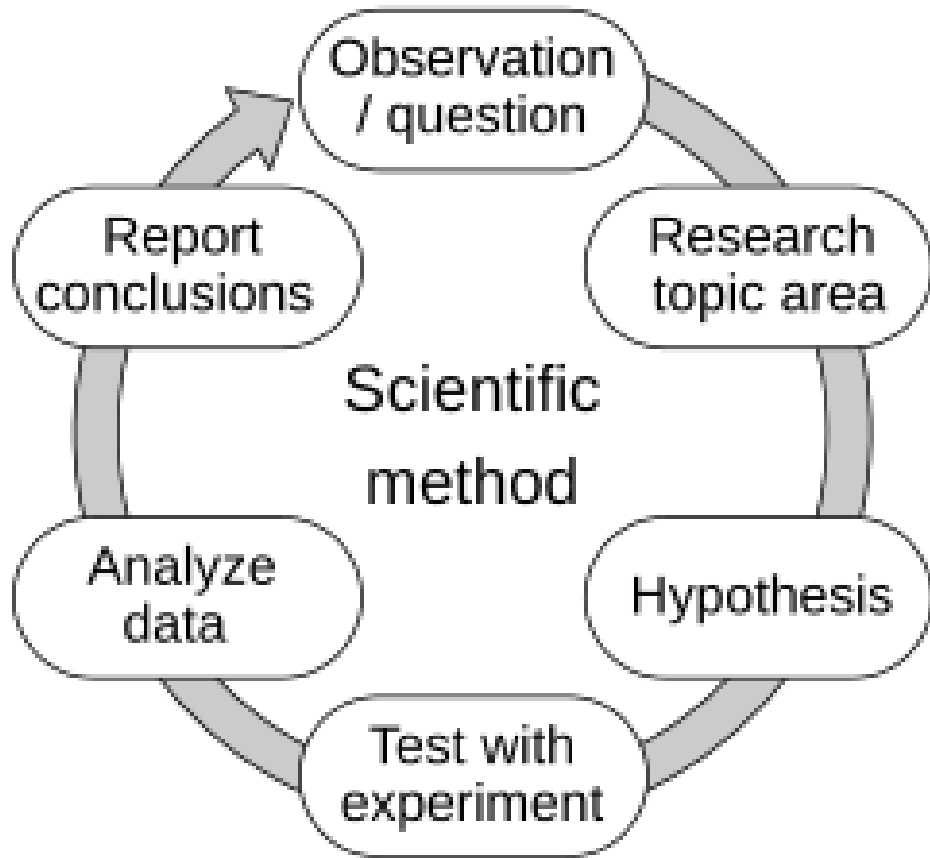 Observation
/ question
Research
topic area
Hypothesis
Test with
experiment
Analyze
data
Report
conclusions
Scientific
method